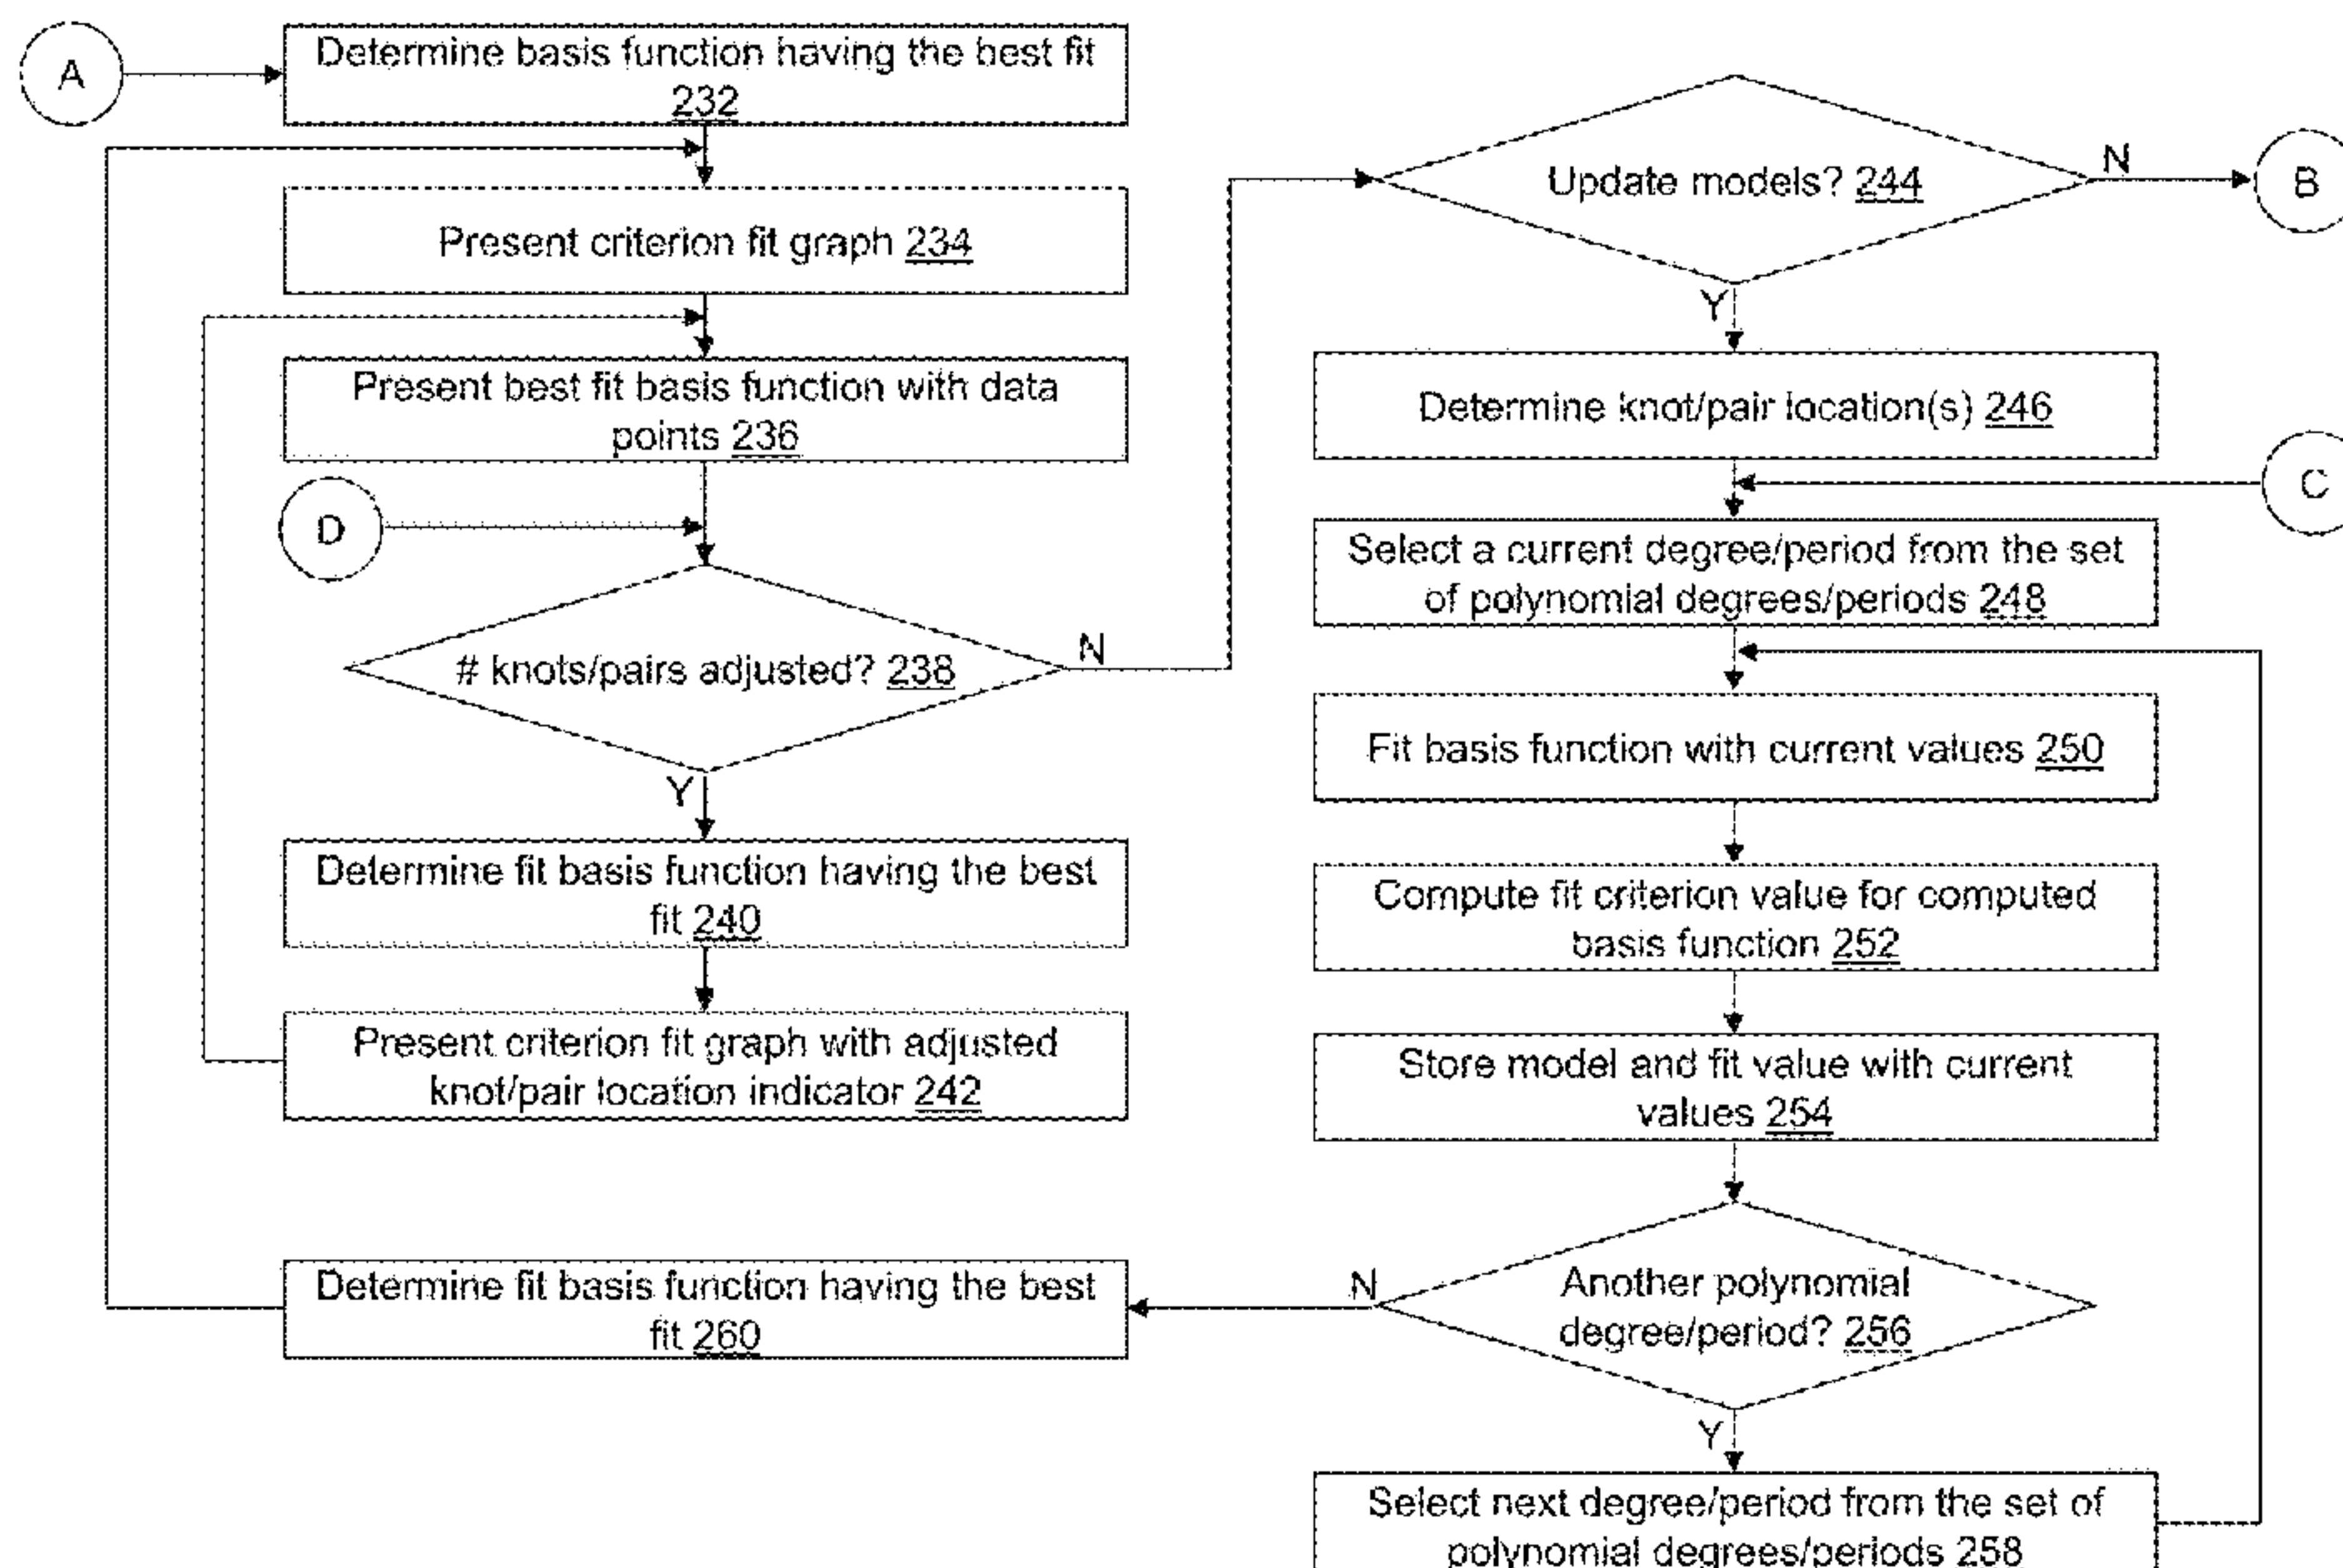 A
Determine basis function having the best fit
232
Present criterion fit graph 234
Present best fit basis function with data
points 236
D
# knots/pairs adjusted? 238
N
Y
Determine fit basis function having the best
fit 240
Present criterion fit graph with adjusted
knot/pair location indicator 242
Determine fit basis function having the best
fit 260
Update models? 244
N
B
Y
Determine knot/pair location(s) 246
C
Select a current degree/period from the set
of polynomial degrees/periods 248
Fit basis function with current values 250
Compute fit criterion value for computed
basis function 252
Store model and fit value with current
values 254
Another polynomial
degree/period? 256
N
Y
Select next degree/period from the set of
polynomial degrees/periods 258